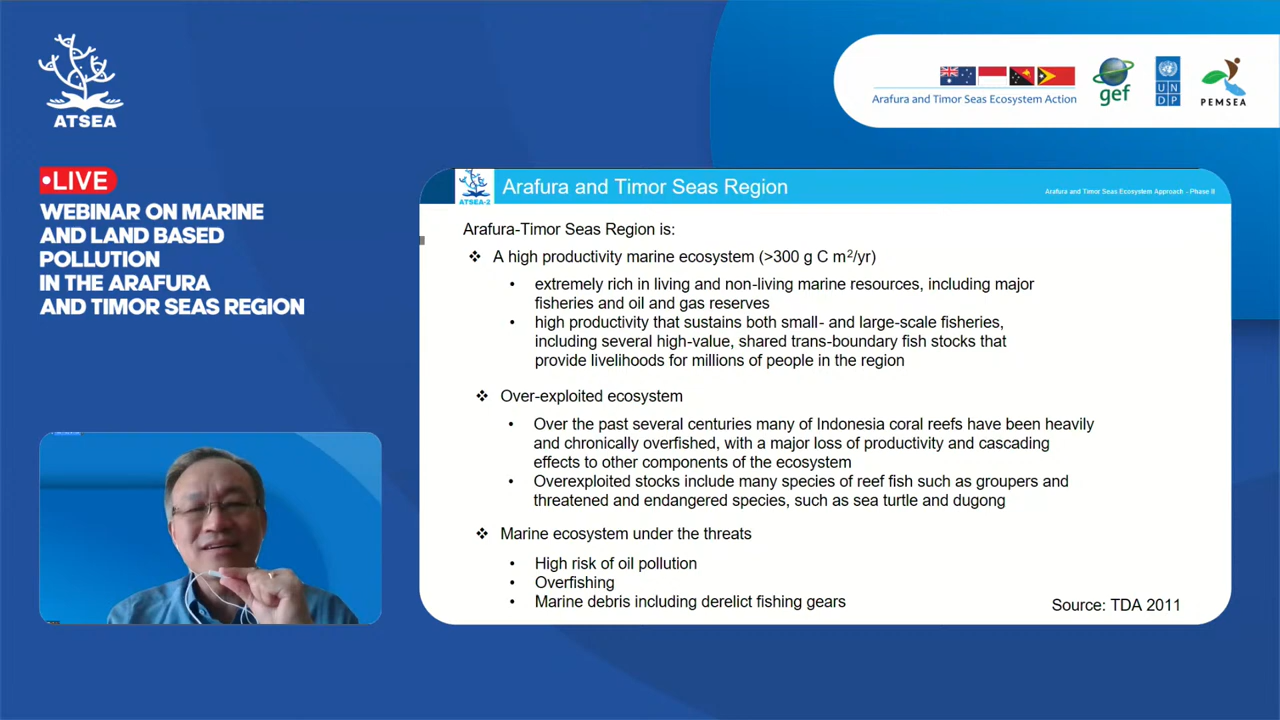 ATSEA
Arafura and Timor Seas Ecosystem Action
gef
UN
DP
PEMSEA
•LIVE
WEBINAR ON MARINE
AND LAND BASED
POLLUTION
IN THE ARAFURA
AND TIMOR SEAS REGION
ATSEA-2
Arafura and Timor Seas Region
Arafura and Timor Seas Ecosystem Approach - Phase II
Arafura-Timor Seas Region is:
❖ A high productivity marine ecosystem (>300 g C m²/yr)
• extremely rich in living and non-living marine resources, including major
fisheries and oil and gas reserves
• high productivity that sustains both small- and large-scale fisheries,
including several high-value, shared trans-boundary fish stocks that
provide livelihoods for millions of people in the region
❖ Over-exploited ecosystem
• Over the past several centuries many of Indonesia coral reefs have been heavily
and chronically overfished, with a major loss of productivity and cascading
effects to other components of the ecosystem
• Overexploited stocks include many species of reef fish such as groupers and
threatened and endangered species, such as sea turtle and dugong
❖ Marine ecosystem under the threats
• High risk of oil pollution
• Overfishing
• Marine debris including derelict fishing gears
Source: TDA 2011